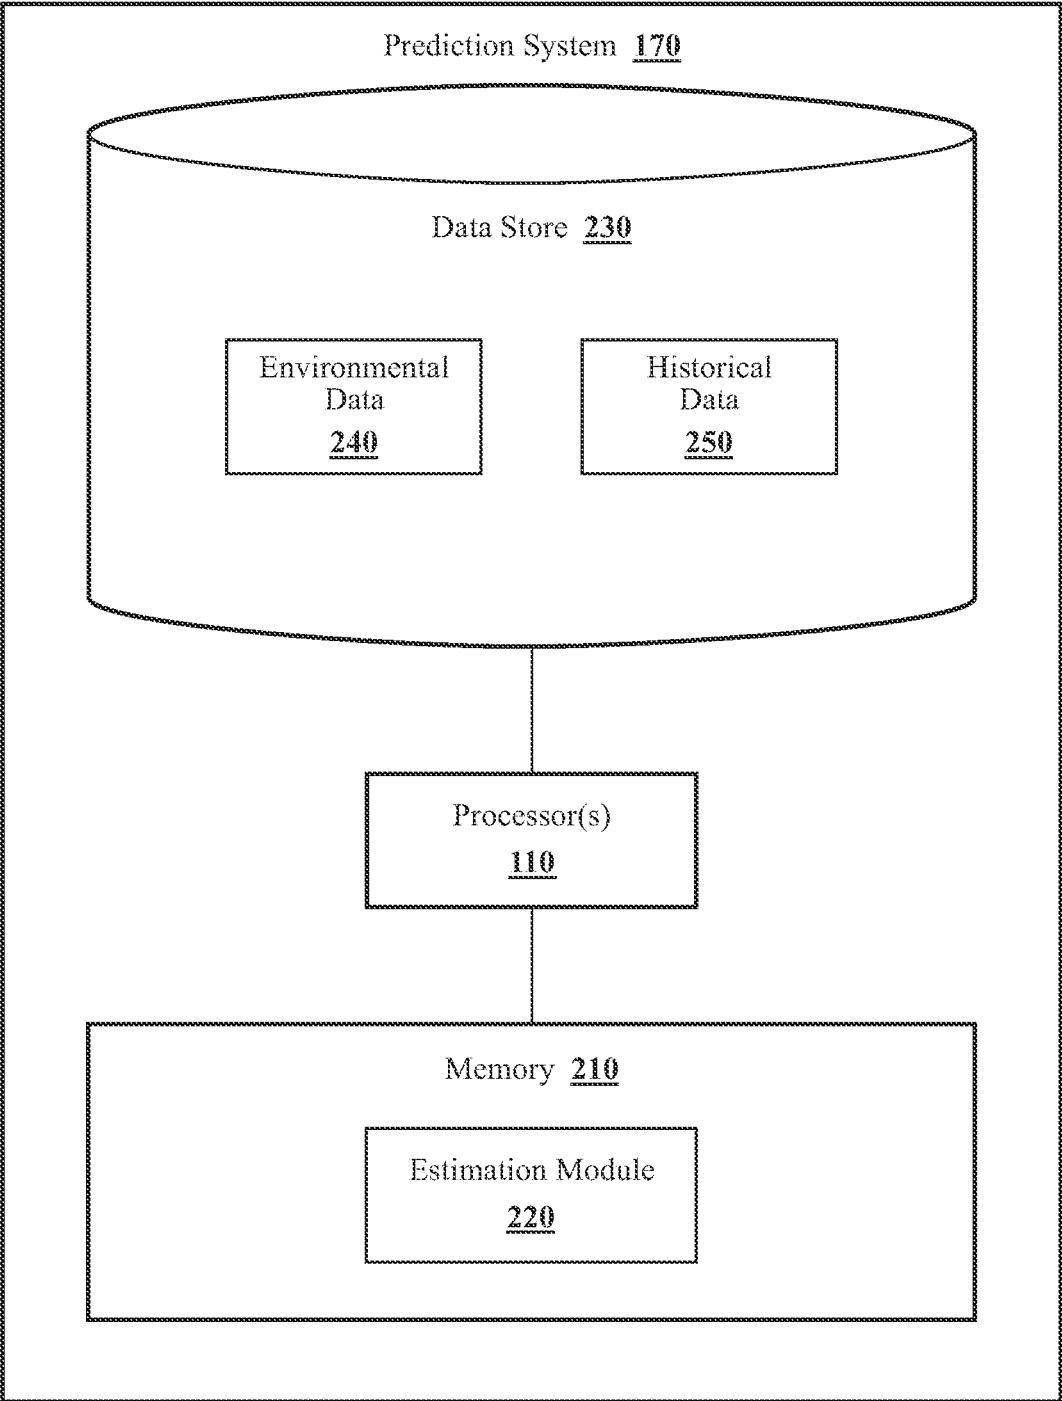 Prediction System 170
Data Store 230
Environmental
Data
240
Historical
Data
250
Processor(s)
110
Memory 210
Estimation Module
220